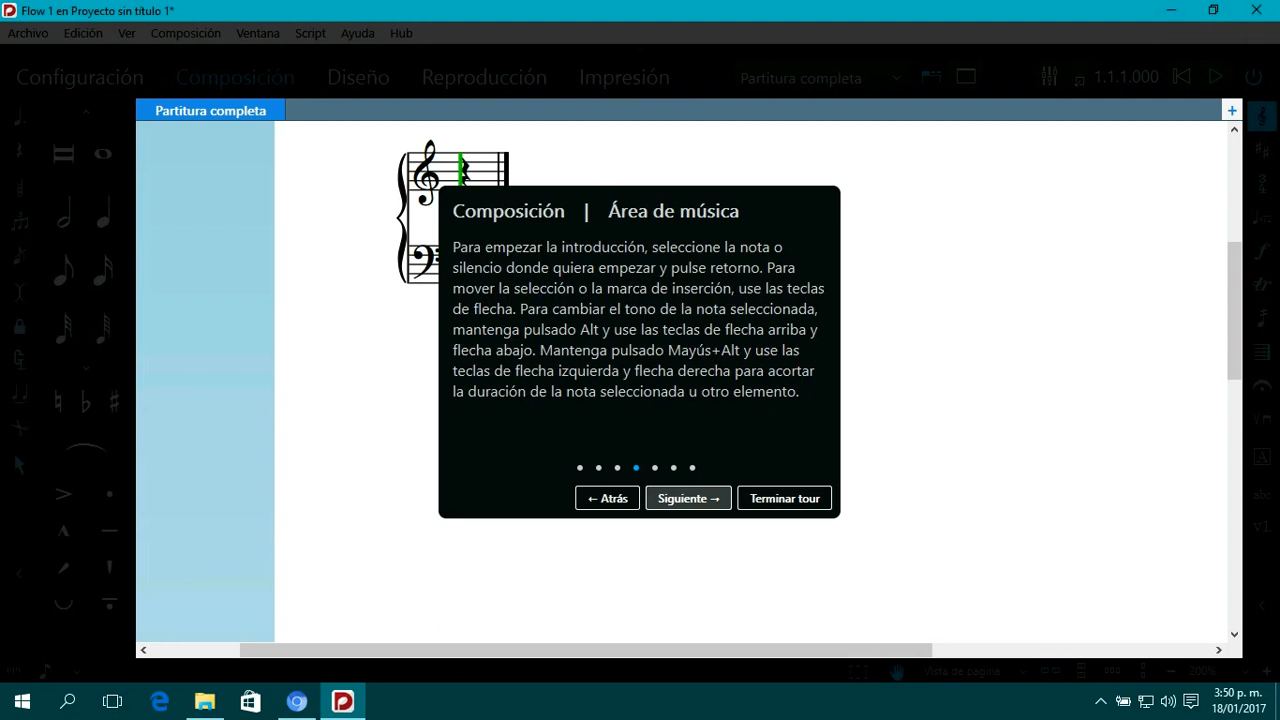 Flow 1 en Proyecto sin título 1*
Archivo Edición Ver Composición Ventana Script Ayuda Hub
Configuración Composición Diseño Reproducción Impresión Partitura completa 1.1.1.000
Partitura completa
Composición | Área de música
Para empezar la introducción, seleccione la nota o
silencio donde quiera empezar y pulse retorno. Para
mover la selección o la marca de inserción, use las teclas
de flecha. Para cambiar el tono de la nota seleccionada,
mantenga pulsado Alt y use las teclas de flecha arriba y
flecha abajo. Mantenga pulsado Mayús+Alt y use las
teclas de flecha izquierda y flecha derecha para acortar
la duración de la nota seleccionada u otro elemento.
← Atrás Siguiente → Terminar tour
Vista de página 200%
3:50 p. m.
18/01/2017